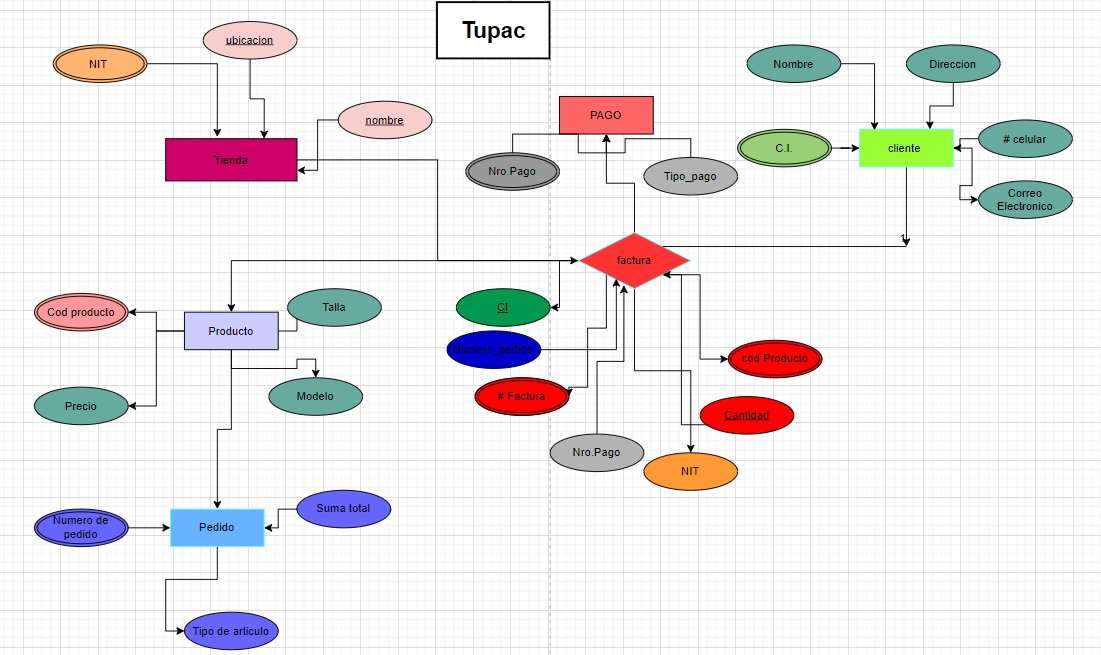 Tupac
ubicacion
NIT
nombre
Tienda
PAGO
Nro.Pago
Tipo_pago
Nombre
Direccion
C.I.
cliente
# celular
Correo
Electronico
1
factura
Cod producto
Talla
Producto
Precio
Modelo
CI
Numero_pedido
# Factura
Nro.Pago
cod Producto
Cantidad
NIT
Numero de
pedido
Pedido
Suma total
Tipo de articulo